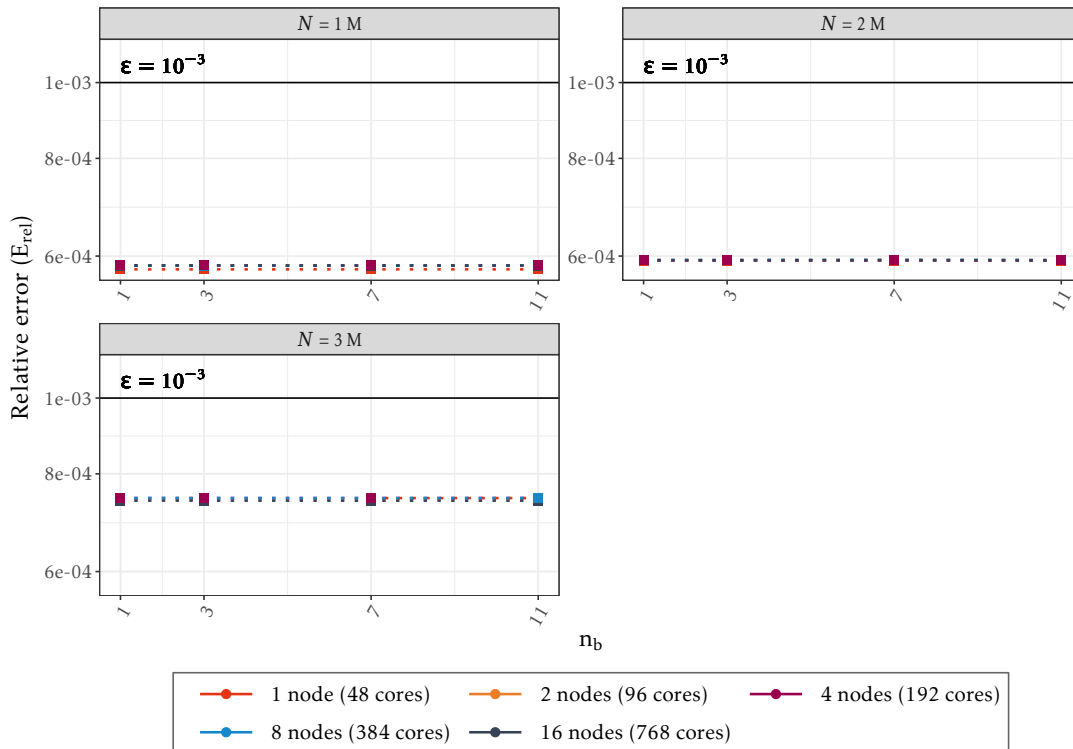 N = 1 M
N = 2 M
ε = 10⁻³
ε = 10⁻³
1e-03
1e-03
8e-04
8e-04
6e-04
6e-04
1
3
7
11
1
3
7
11
Relative error (E_rel)
N = 3 M
ε = 10⁻³
1e-03
8e-04
6e-04
1
3
7
11
n_b
1 node (48 cores)
2 nodes (96 cores)
4 nodes (192 cores)
8 nodes (384 cores)
16 nodes (768 cores)